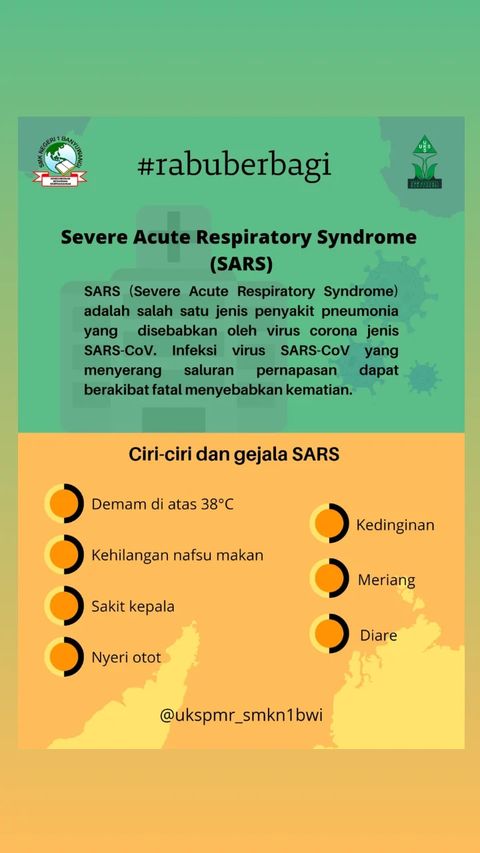 SMK NEGERI 1 BANYUWANGI
#rabuberbagi
UKS
Severe Acute Respiratory Syndrome
(SARS)
SARS (Severe Acute Respiratory Syndrome)
adalah salah satu jenis penyakit pneumonia
yang disebabkan oleh virus corona jenis
SARS-CoV. Infeksi virus SARS-CoV yang
menyerang saluran pernapasan dapat
berakibat fatal menyebabkan kematian.
Ciri-ciri dan gejala SARS
Demam di atas 38°C
Kehilangan nafsu makan
Sakit kepala
Nyeri otot
Kedinginan
Meriang
Diare
@ukspmr_smkn1bwi